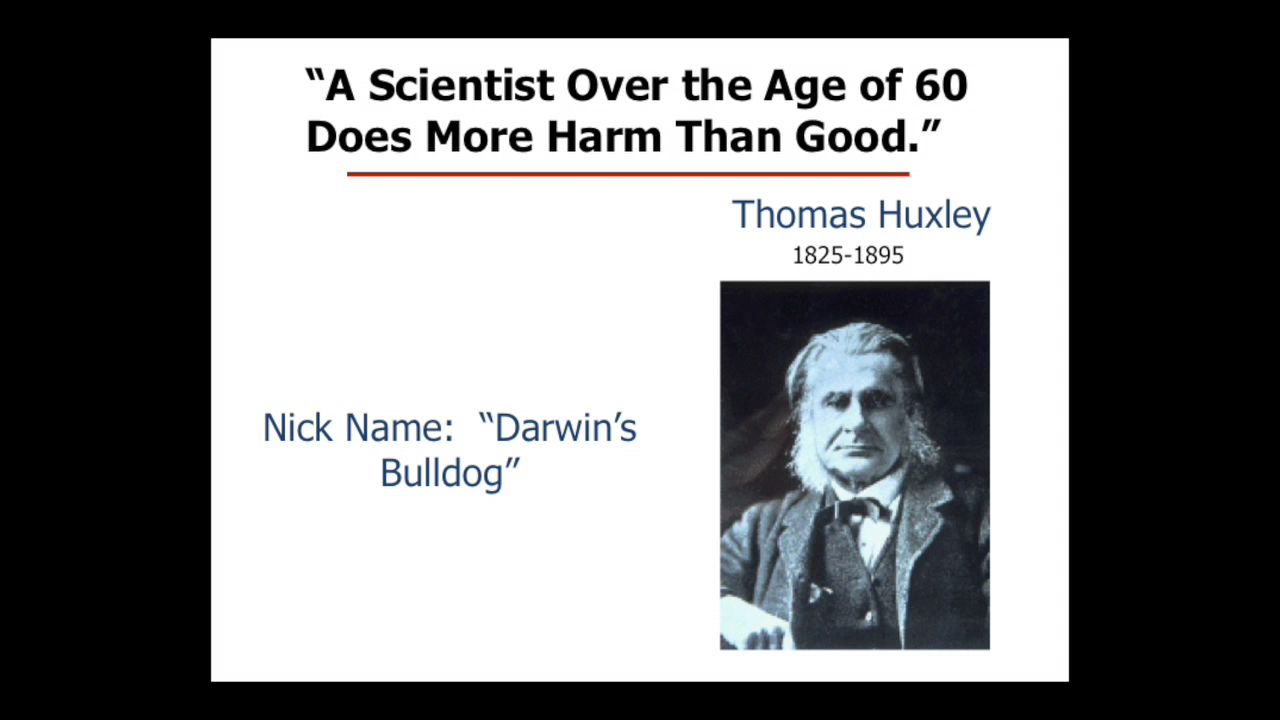 “A Scientist Over the Age of 60
Does More Harm Than Good.”
Thomas Huxley
1825-1895
Nick Name:  “Darwin’s
Bulldog”